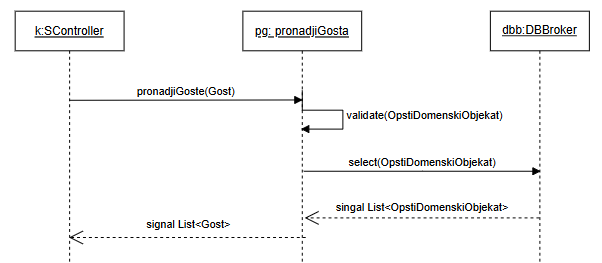 k:SController
pg: pronadjiGosta
dbb:DBBroker
pronadjiGoste(Gost)
validate(OpstiDomenskiObjekat)
select(OpstiDomenskiObjekat)
singal List<OpstiDomenskiObjekat>
signal List<Gost>